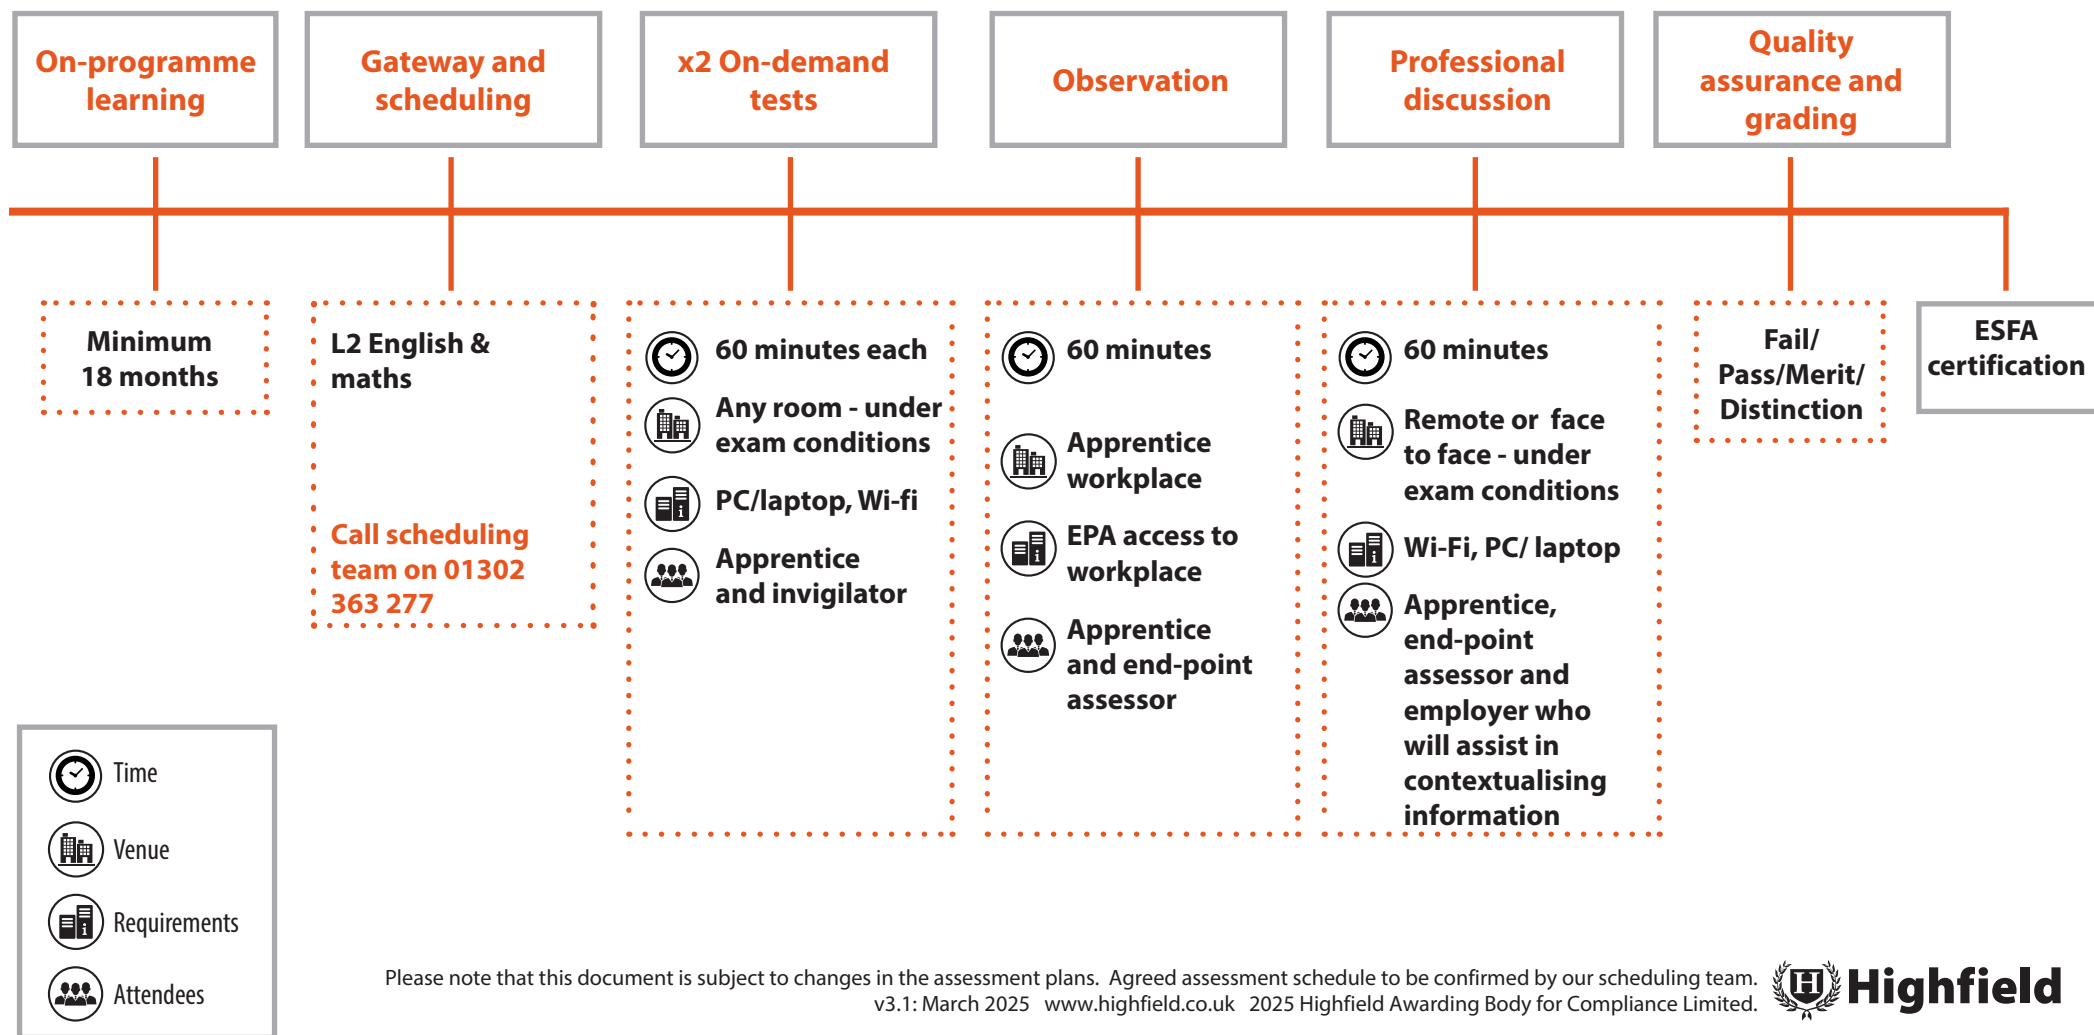 On-programme
learning
Gateway and
scheduling
x2 On-demand
tests
Observation
Professional
discussion
Quality
assurance and
grading
Minimum
18 months
L2 English &
maths
Call scheduling
team on 01302
363 277
60 minutes each
Any room - under
exam conditions
PC/laptop, Wi-fi
Apprentice
and invigilator
60 minutes
Apprentice
workplace
EPA access to
workplace
Apprentice
and end-point
assessor
60 minutes
Remote or face
to face - under
exam conditions
Wi-Fi, PC/ laptop
Apprentice,
end-point
assessor and
employer who
will assist in
contextualising
information
Fail/
Pass/Merit/
Distinction
ESFA
certification
Time
Venue
Requirements
Attendees
Please note that this document is subject to changes in the assessment plans. Agreed assessment schedule to be confirmed by our scheduling team.
v3.1: March 2025 www.highfield.co.uk 2025 Highfield Awarding Body for Compliance Limited.
H Highfield